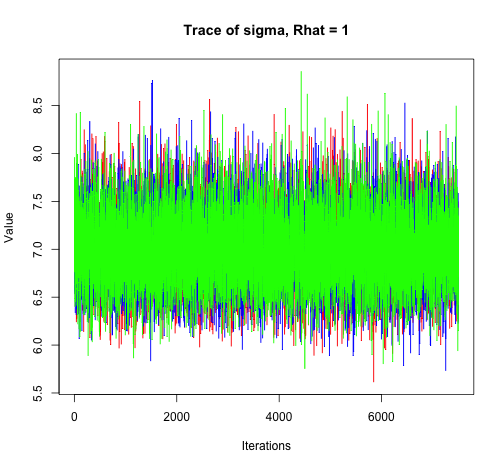 Trace of sigma, Rhat = 1
Value
8.5
8.0
7.5
7.0
6.5
6.0
5.5
0 2000 4000 6000
Iterations